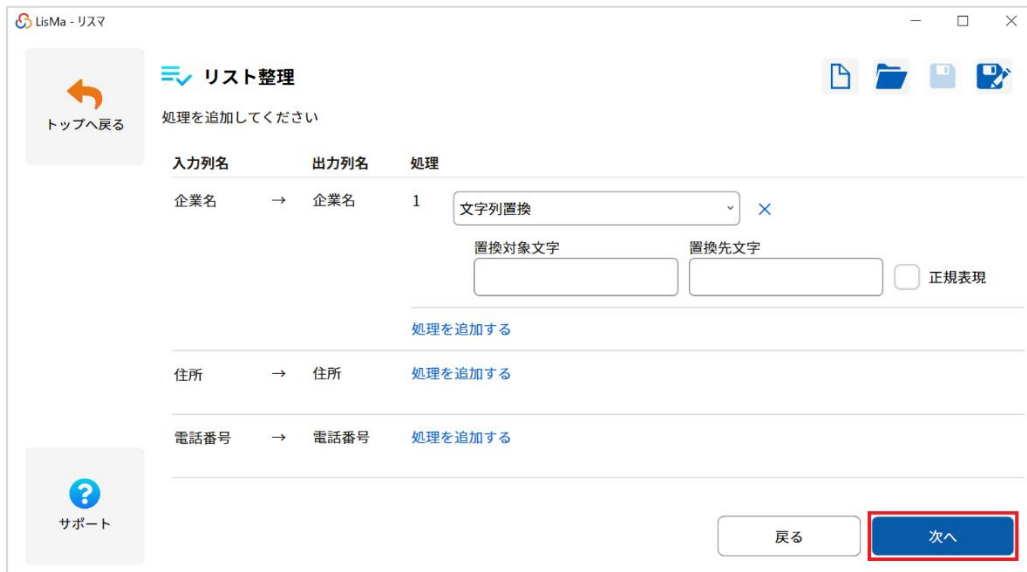 LisMa - リスマ
トップへ戻る
リスト整理
処理を追加してください
入力列名 出力列名 処理
企業名 → 企業名 1 文字列置換
置換対象文字 置換先文字
正規表現
処理を追加する
住所 → 住所 処理を追加する
電話番号 → 電話番号 処理を追加する
サポート
戻る 次へ